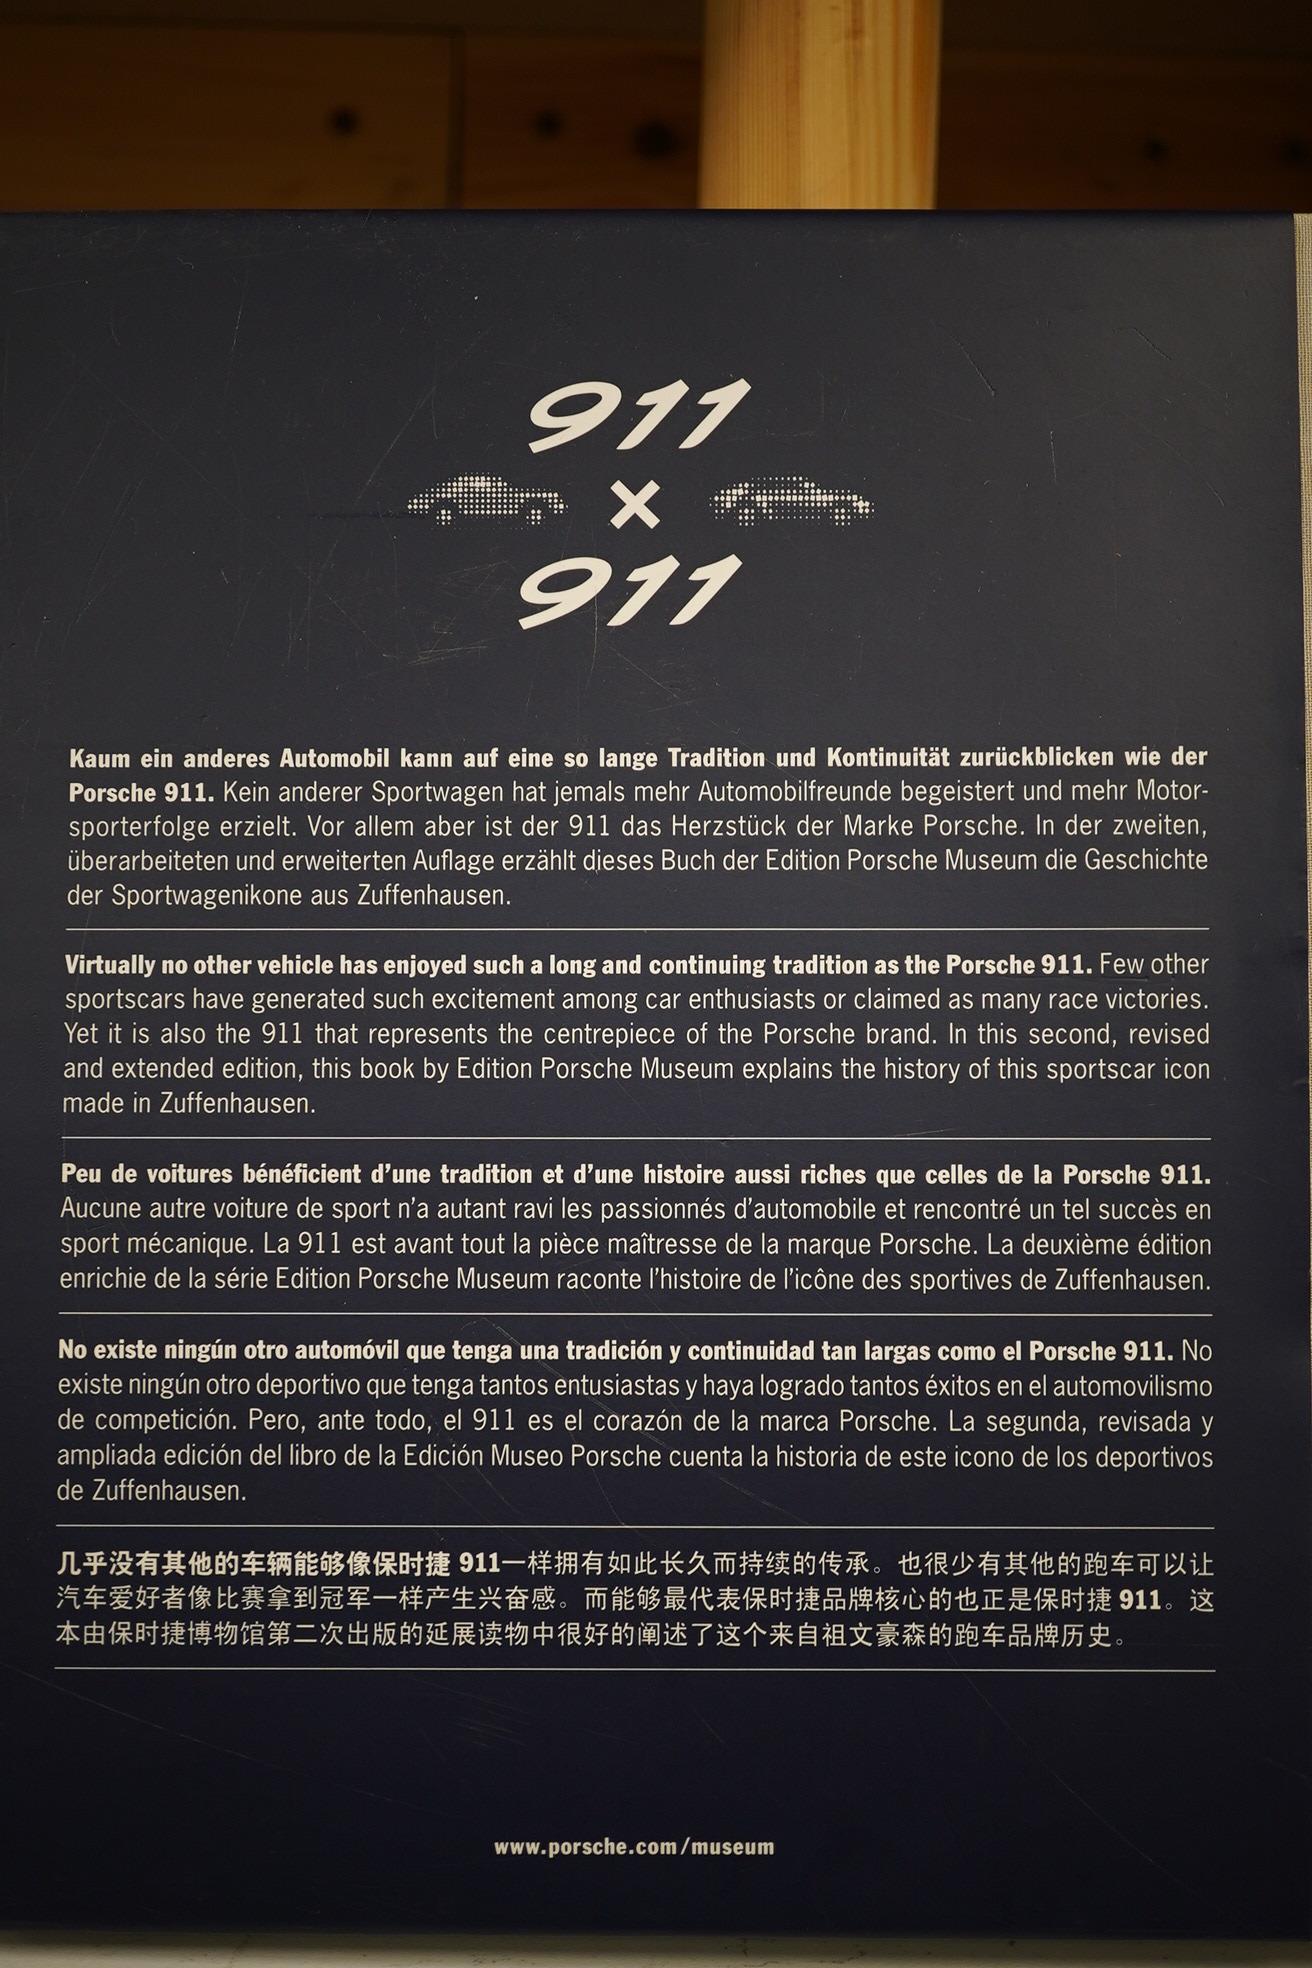 911
×
911
Kaum ein anderes Automobil kann auf eine so lange Tradition und Kontinuität zurückblicken wie der
Porsche 911. Kein anderer Sportwagen hat jemals mehr Automobilfreunde begeistert und mehr Motor-
sporterfolge erzielt. Vor allem aber ist der 911 das Herzstück der Marke Porsche. In der zweiten,
überarbeiteten und erweiterten Auflage erzählt dieses Buch der Edition Porsche Museum die Geschichte
der Sportwagenikone aus Zuffenhausen.
Virtually no other vehicle has enjoyed such a long and continuing tradition as the Porsche 911. Few other
sportscars have generated such excitement among car enthusiasts or claimed as many race victories.
Yet it is also the 911 that represents the centrepiece of the Porsche brand. In this second, revised
and extended edition, this book by Edition Porsche Museum explains the history of this sportscar icon
made in Zuffenhausen.
Peu de voitures bénéficient d’une tradition et d’une histoire aussi riches que celles de la Porsche 911.
Aucune autre voiture de sport n’a autant ravi les passionnés d’automobile et rencontré un tel succès en
sport mécanique. La 911 est avant tout la pièce maîtresse de la marque Porsche. La deuxième édition
enrichie de la série Edition Porsche Museum raconte l’histoire de l’icône des sportives de Zuffenhausen.
No existe ningún otro automóvil que tenga una tradición y continuidad tan largas como el Porsche 911. No
existe ningún otro deportivo que tenga tantos entusiastas y haya logrado tantos éxitos en el automovilismo
de competición. Pero, ante todo, el 911 es el corazón de la marca Porsche. La segunda, revisada y
ampliada edición del libro de la Edición Museo Porsche cuenta la historia de este icono de los deportivos
de Zuffenhausen.
几乎没有其他的车辆能够像保时捷 911一样拥有如此长久而持续的传承。也很少有其他的跑车可以让
汽车爱好者像比赛拿到冠军一样产生兴奋感。而能够最代表保时捷品牌核心的也正是保时捷 911。这
本由保时捷博物馆第二次出版的延展读物中很好的阐述了这个来自祖文豪森的跑车品牌历史。
www.porsche.com/museum